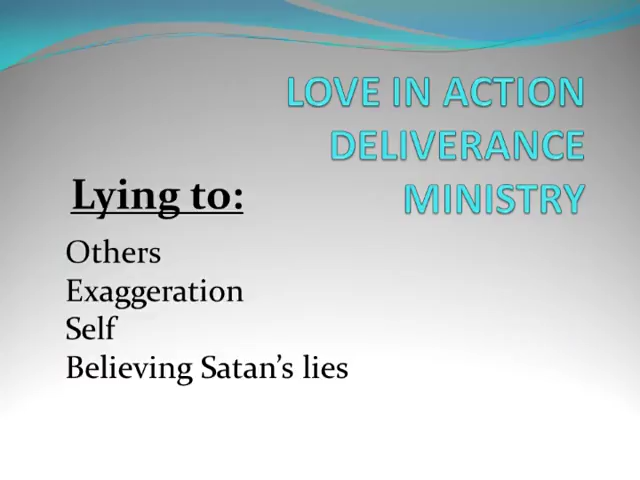 LOVE IN ACTION
DELIVERANCE
MINISTRY
Lying to:
Others
Exaggeration
Self
Believing Satan’s lies